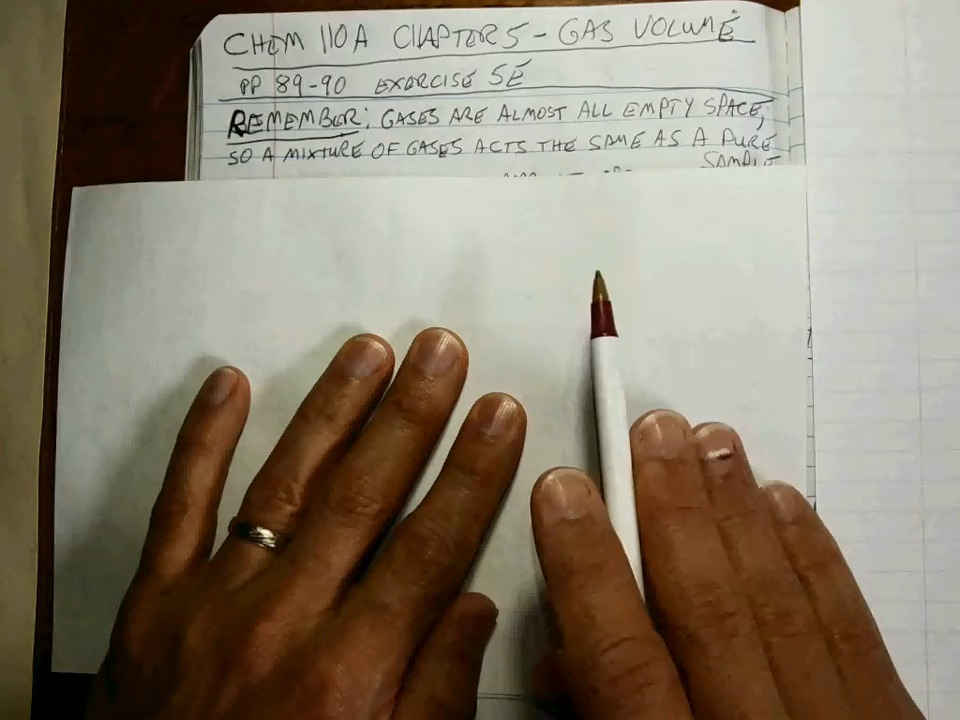 CHEM 110A CHAPTER 5 - GAS VOLUME
PP 89-90 EXERCISE 5E
REMEMBER: GASES ARE ALMOST ALL EMPTY SPACE,
SO A MIXTURE OF GASES ACTS THE SAME AS A PURE
SAMPLE